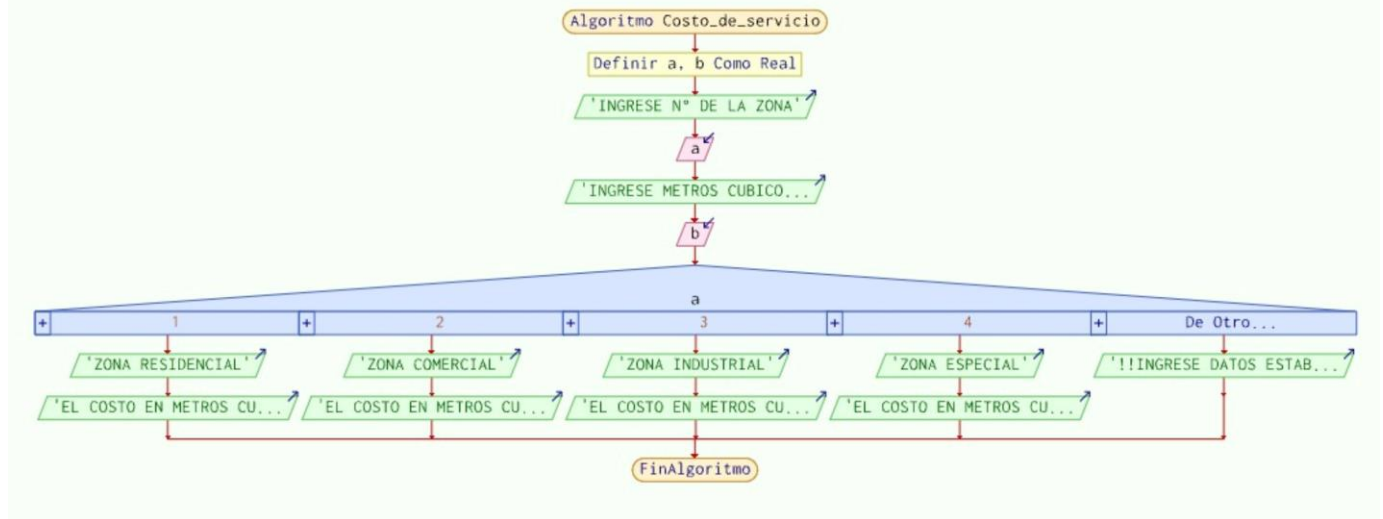 Algoritmo Costo_de_servicio
Definir a, b Como Real
'INGRESE N° DE LA ZONA'
a
'INGRESE METROS CUBICO...
b
a
+ 1 + 2 + 3 + 4 + De Otro...
'ZONA RESIDENCIAL' 'ZONA COMERCIAL' 'ZONA INDUSTRIAL' 'ZONA ESPECIAL' '!!INGRESE DATOS ESTAB...
'EL COSTO EN METROS CU... 'EL COSTO EN METROS CU... 'EL COSTO EN METROS CU... 'EL COSTO EN METROS CU...
FinAlgoritmo